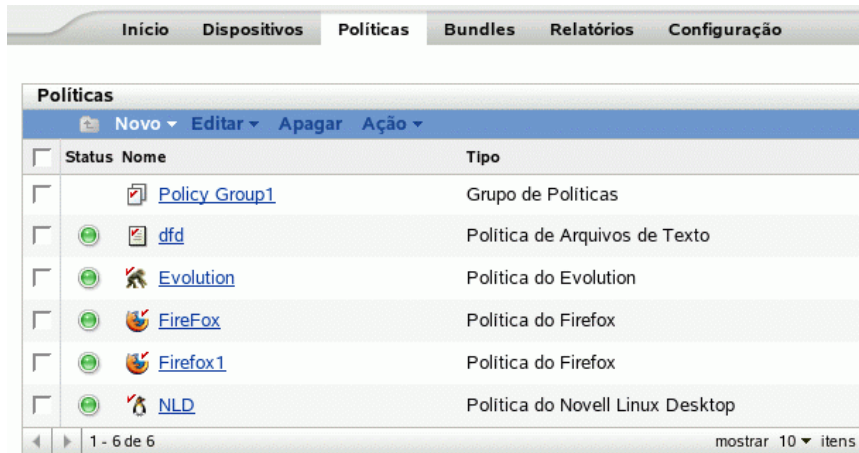 Início Dispositivos Políticas Bundles Relatórios Configuração
Políticas
Novo Editar Apagar Ação
Status Nome Tipo
Policy Group1 Grupo de Políticas
dfd Política de Arquivos de Texto
Evolution Política do Evolution
FireFox Política do Firefox
Firefox1 Política do Firefox
NLD Política do Novell Linux Desktop
1 - 6 de 6 mostrar 10 itens